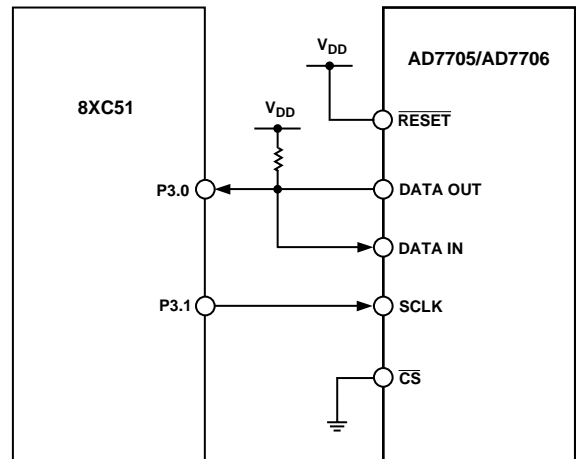 V_DD
AD7705/AD7706
8XC51
V_DD
RESET
P3.0
DATA OUT
DATA IN
P3.1
SCLK
CS